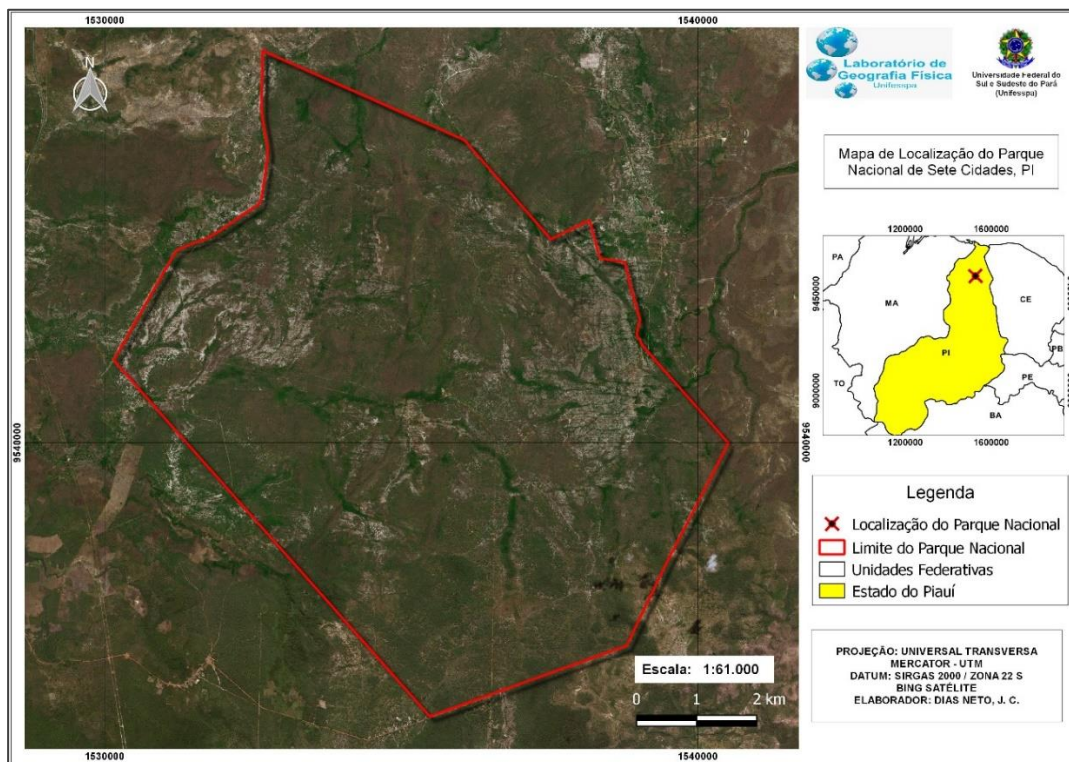 1530000
1540000
N
9540000
9540000
Escala: 1:61.000
0 1 2 km
1530000
1540000
Laboratório de
Geografia Física
Unifesspa
Universidade Federal do
Sul e Sudeste do Pará
(Unifesspa)
Mapa de Localização do Parque
Nacional de Sete Cidades, PI
1200000
1600000
9450000
9000000
PA
MA
CE
PB
PI
TO
PE
BA
1200000
1600000
Legenda
Localização do Parque Nacional
Limite do Parque Nacional
Unidades Federativas
Estado do Piauí
PROJEÇÃO: UNIVERSAL TRANSVERSA
MERCATOR - UTM
DATUM: SIRGAS 2000 / ZONA 22 S
BING SATÉLITE
ELABORADOR: DIAS NETO, J. C.